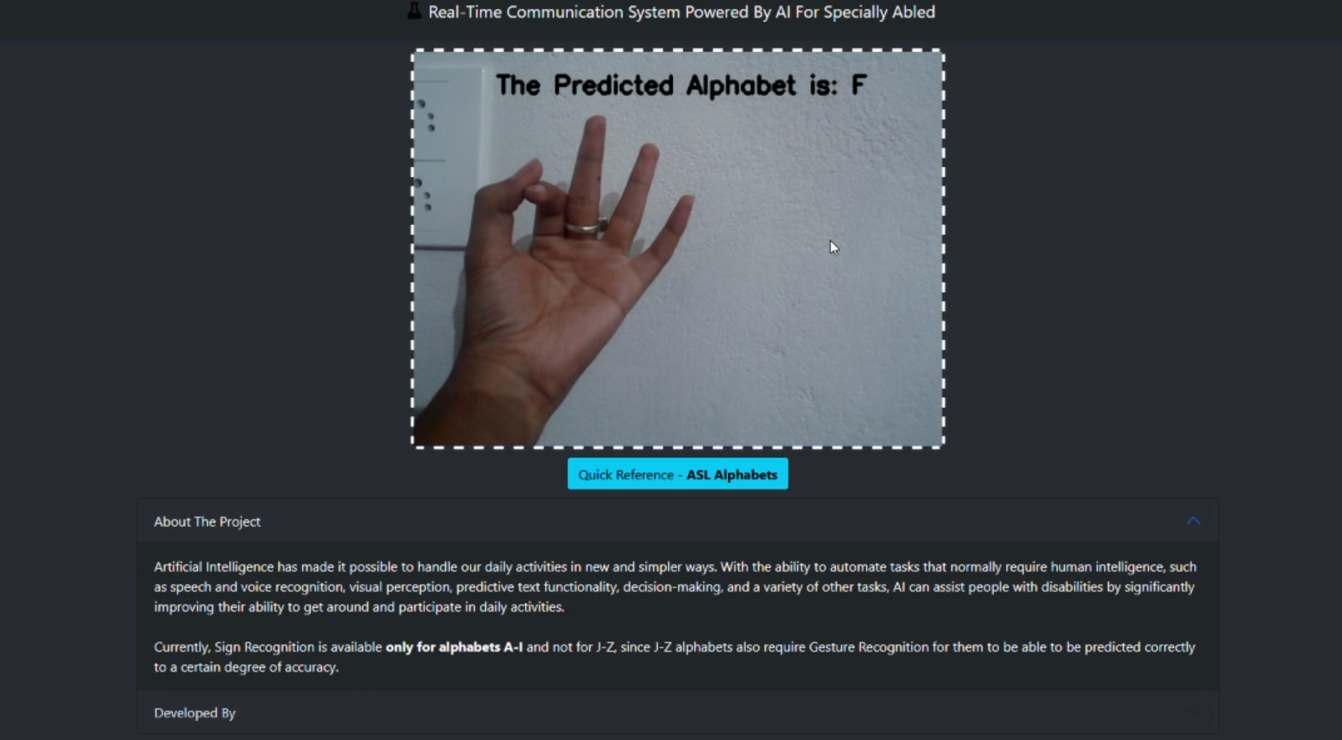 Real-Time Communication System Powered By AI For Specially Abled
The Predicted Alphabet is: F
Quick Reference - ASL Alphabets
About The Project
Artificial Intelligence has made it possible to handle our daily activities in new and simpler ways. With the ability to automate tasks that normally require human intelligence, such
as speech and voice recognition, visual perception, predictive text functionality, decision-making, and a variety of other tasks, AI can assist people with disabilities by significantly
improving their ability to get around and participate in daily activities.
Currently, Sign Recognition is available only for alphabets A-I and not for J-Z, since J-Z alphabets also require Gesture Recognition for them to be able to be predicted correctly
to a certain degree of accuracy.
Developed By